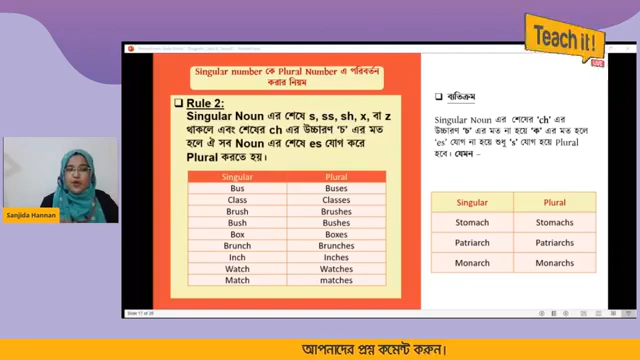 Teach it!
LIVE
Singular number কে Plural Number এ পরিবর্তন
করার নিয়ম
Rule 2:
Singular Noun এর শেষে s, ss, sh, x, বা z
থাকলে এবং শেষের ch এর উচ্চারণ 'চ' এর মত
হলে ঐ সব Noun এর শেষে es যোগ করে
Plural করতে হয়।
Singular Plural
Bus Buses
Class Classes
Brush Brushes
Bush Bushes
Box Boxes
Brunch Brunches
Inch Inches
Watch Watches
Match matches
ব্যতিক্রম
Singular Noun এর শেষের 'ch' এর
উচ্চারণ 'চ' এর মত না হয়ে 'ক' এর মত হলে
'es' যোগ না হয়ে শুধু 's' যোগ হয়ে Plural
হবে। যেমন –
Singular Plural
Stomach Stomachs
Patriarch Patriarchs
Monarch Monarchs
Sanjida Hannan
আপনাদের প্রশ্ন কমেন্ট করুন।